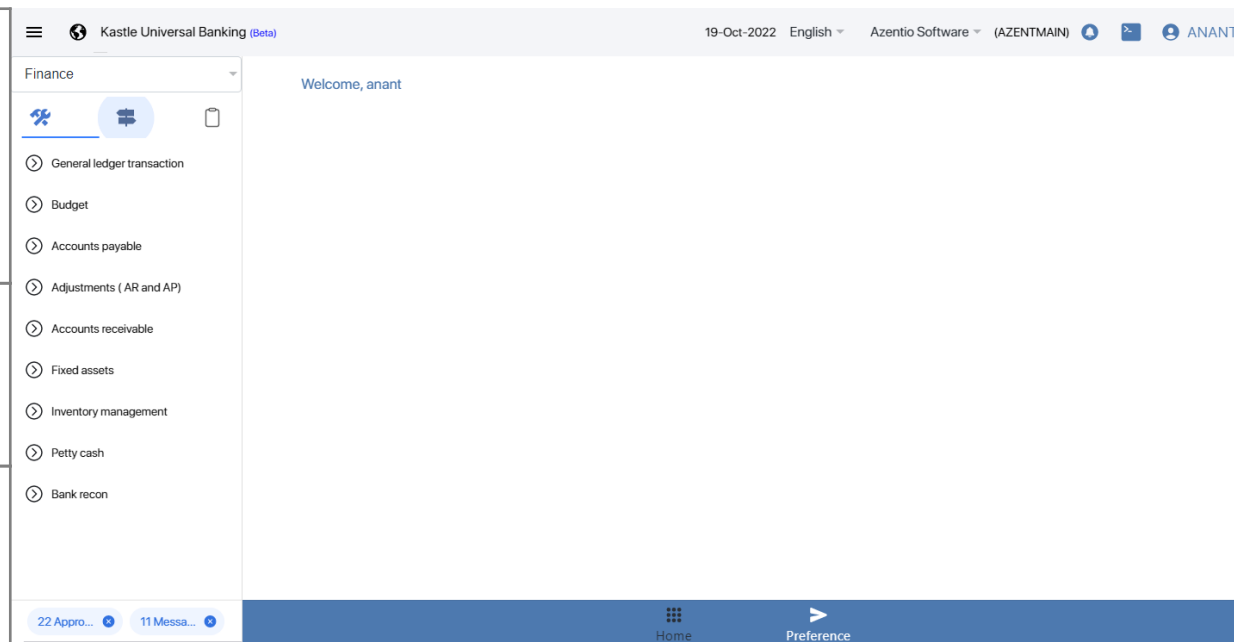 Kastle Universal Banking (Beta)
19-Oct-2022 English Azentio Software (AZENTMAIN) ANANT
Finance
Welcome, anant
General ledger transaction
Budget
Accounts payable
Adjustments ( AR and AP)
Accounts receivable
Fixed assets
Inventory management
Petty cash
Bank recon
22 Appro... 11 Messa...
Home Preference